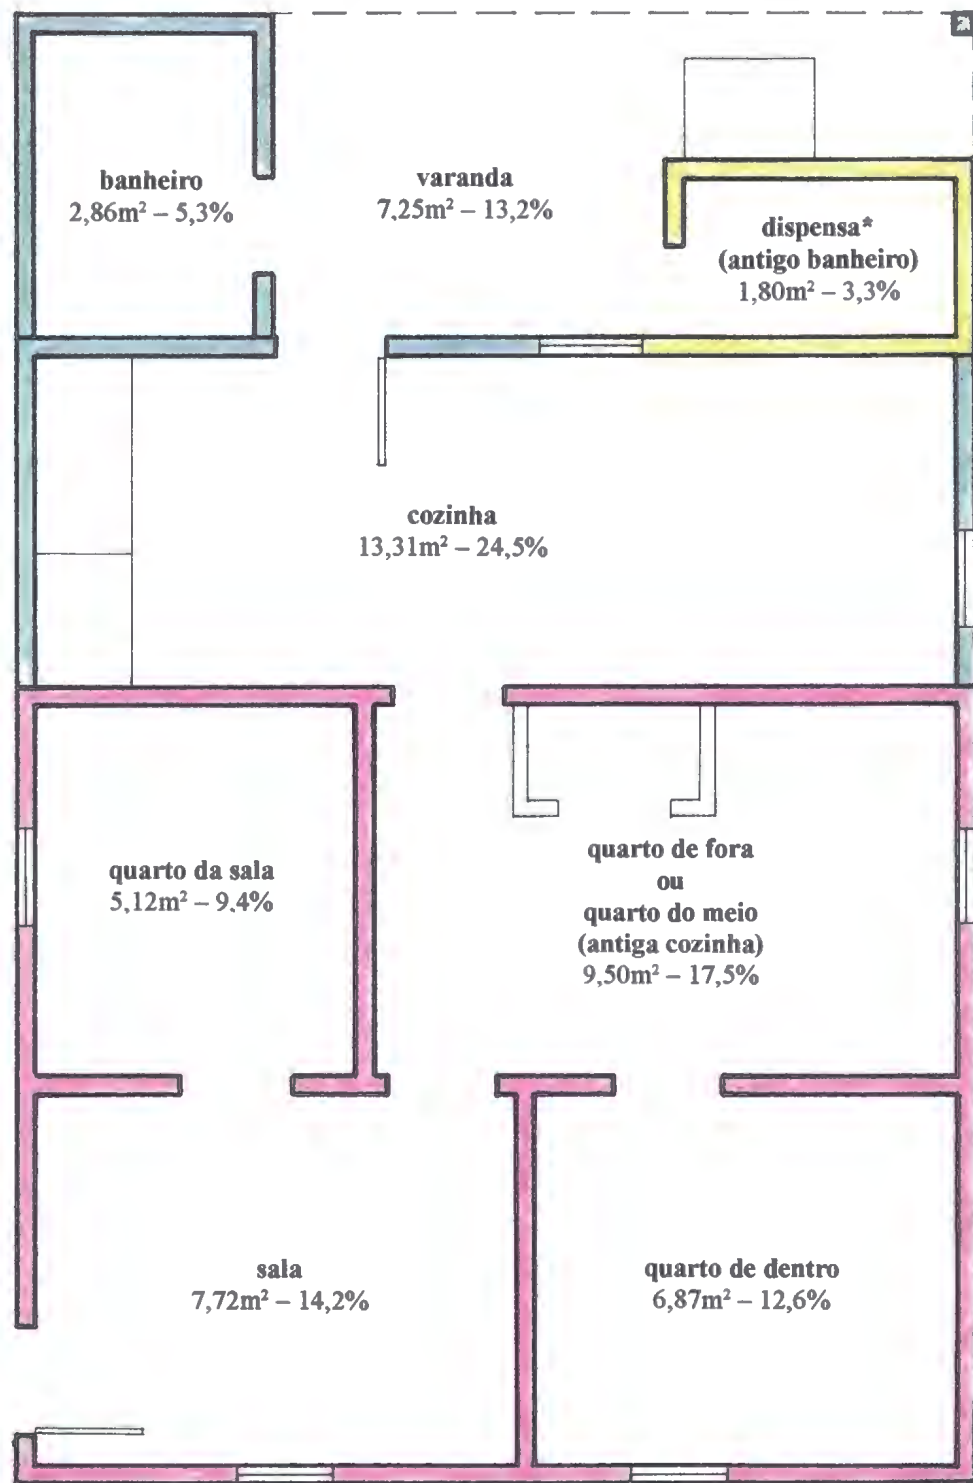 2
banheiro
2,86m² – 5,3%
varanda
7,25m² – 13,2%
dispensa*
(antigo banheiro)
1,80m² – 3,3%
cozinha
13,31m² – 24,5%
quarto da sala
5,12m² – 9,4%
quarto de fora
ou
quarto do meio
(antiga cozinha)
9,50m² – 17,5%
sala
7,72m² – 14,2%
quarto de dentro
6,87m² – 12,6%